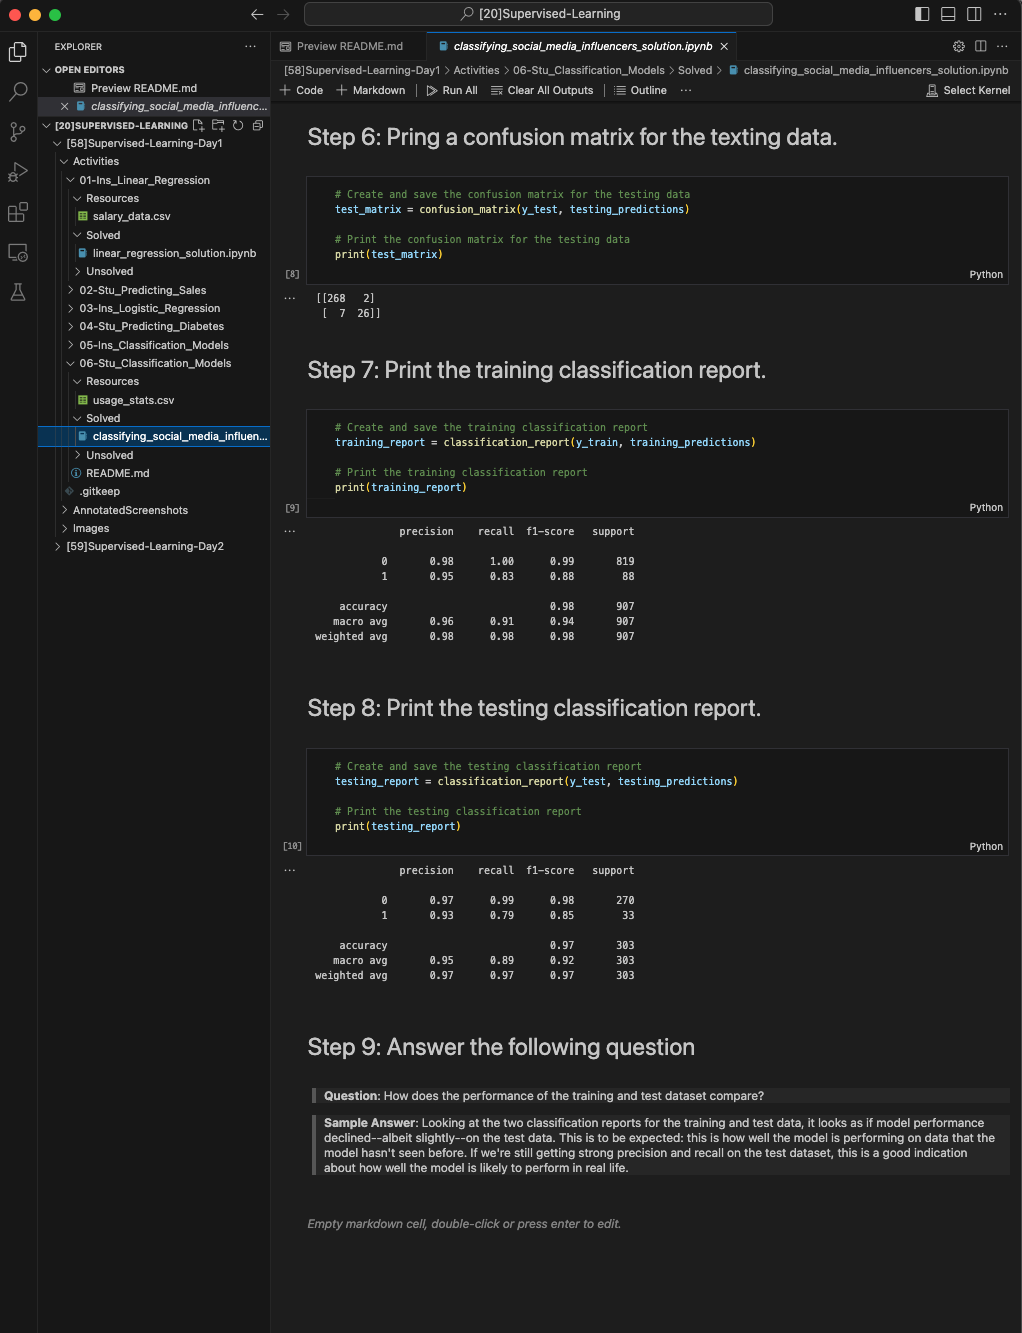 [20]Supervised-Learning
EXPLORER
OPEN EDITORS
Preview README.md
classifying_social_media_influenc...
[20]SUPERVISED-LEARNING
[58]Supervised-Learning-Day1
Activities
01-Ins_Linear_Regression
Resources
salary_data.csv
Solved
linear_regression_solution.ipynb
Unsolved
02-Stu_Predicting_Sales
03-Ins_Logistic_Regression
04-Stu_Predicting_Diabetes
05-Ins_Classification_Models
06-Stu_Classification_Models
Resources
usage_stats.csv
Solved
classifying_social_media_influen...
Unsolved
README.md
.gitkeep
AnnotatedScreenshots
Images
[59]Supervised-Learning-Day2
Preview README.md
classifying_social_media_influencers_solution.ipynb
[58]Supervised-Learning-Day1 > Activities > 06-Stu_Classification_Models > Solved > classifying_social_media_influencers_solution.ipynb
+ Code + Markdown | Run All Clear All Outputs | Outline ... Select Kernel
Step 6: Pring a confusion matrix for the texting data.
# Create and save the confusion matrix for the testing data
test_matrix = confusion_matrix(y_test, testing_predictions)
# Print the confusion matrix for the testing data
print(test_matrix)
[8] Python
[[268   2]
[  7  26]]
Step 7: Print the training classification report.
# Create and save the training classification report
training_report = classification_report(y_train, training_predictions)
# Print the training classification report
print(training_report)
[9] Python
precision recall f1-score support
0 0.98 1.00 0.99 819
1 0.95 0.83 0.88 88
accuracy 0.98 907
macro avg 0.96 0.91 0.94 907
weighted avg 0.98 0.98 0.98 907
Step 8: Print the testing classification report.
# Create and save the testing classification report
testing_report = classification_report(y_test, testing_predictions)
# Print the testing classification report
print(testing_report)
[10] Python
precision recall f1-score support
0 0.97 0.99 0.98 270
1 0.93 0.79 0.85 33
accuracy 0.97 303
macro avg 0.95 0.89 0.92 303
weighted avg 0.97 0.97 0.97 303
Step 9: Answer the following question
Question: How does the performance of the training and test dataset compare?
Sample Answer: Looking at the two classification reports for the training and test data, it looks as if model performance
declined--albeit slightly--on the test data. This is to be expected: this is how well the model is performing on data that the
model hasn't seen before. If we're still getting strong precision and recall on the test dataset, this is a good indication
about how well the model is likely to perform in real life.
Empty markdown cell, double-click or press enter to edit.